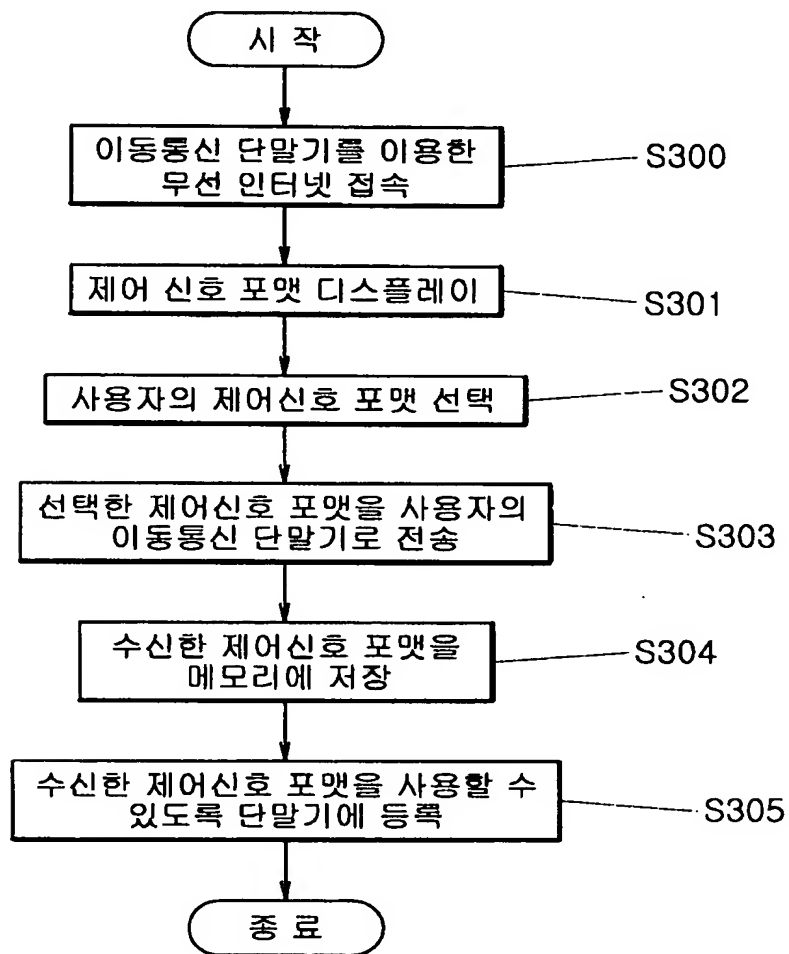 시 작
이동통신 단말기를 이용한
무선 인터넷 접속
S300
제어 신호 포맷 디스플레이
S301
사용자의 제어신호 포맷 선택
S302
선택한 제어신호 포맷을 사용자의
이동통신 단말기로 전송
S303
수신한 제어신호 포맷을
메모리에 저장
S304
수신한 제어신호 포맷을 사용할 수
있도록 단말기에 등록
S305
종 료